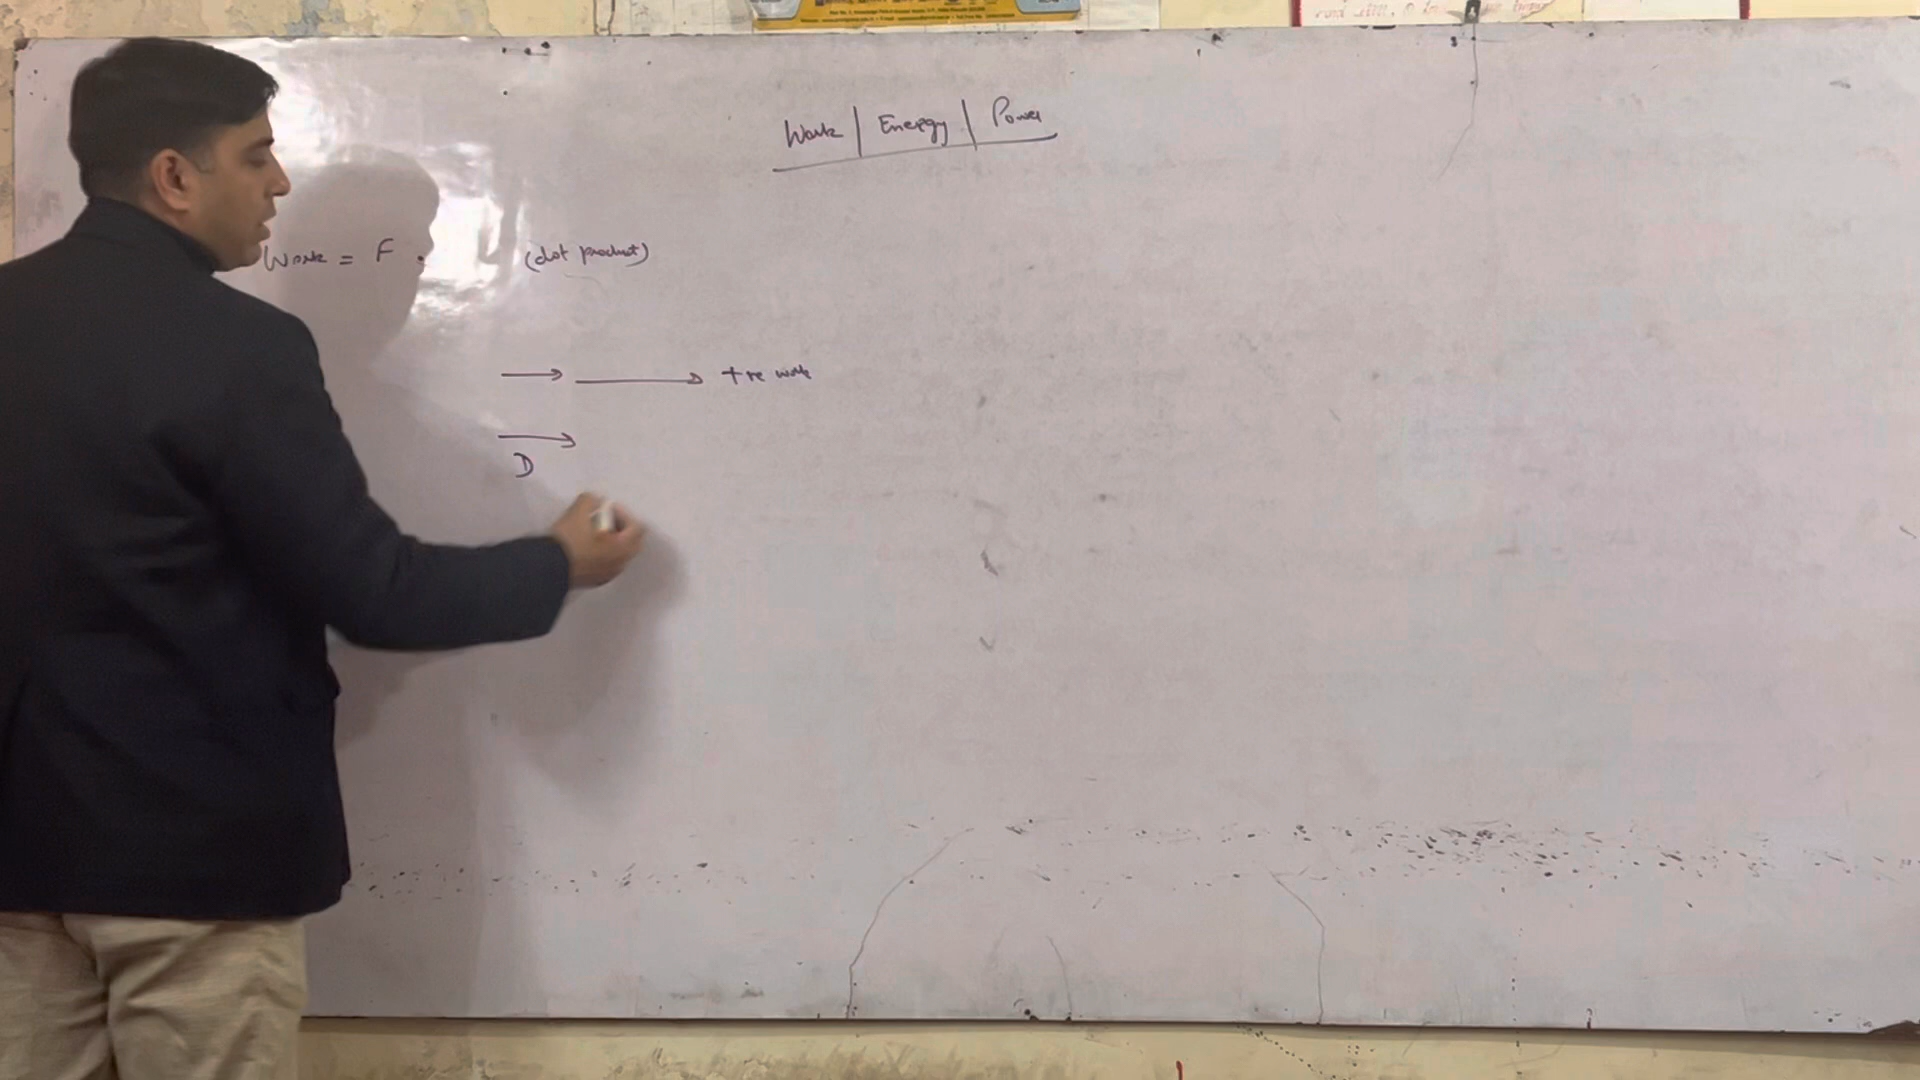 Work | Energy | Power
Work = F . (dot product)
+ve work
D